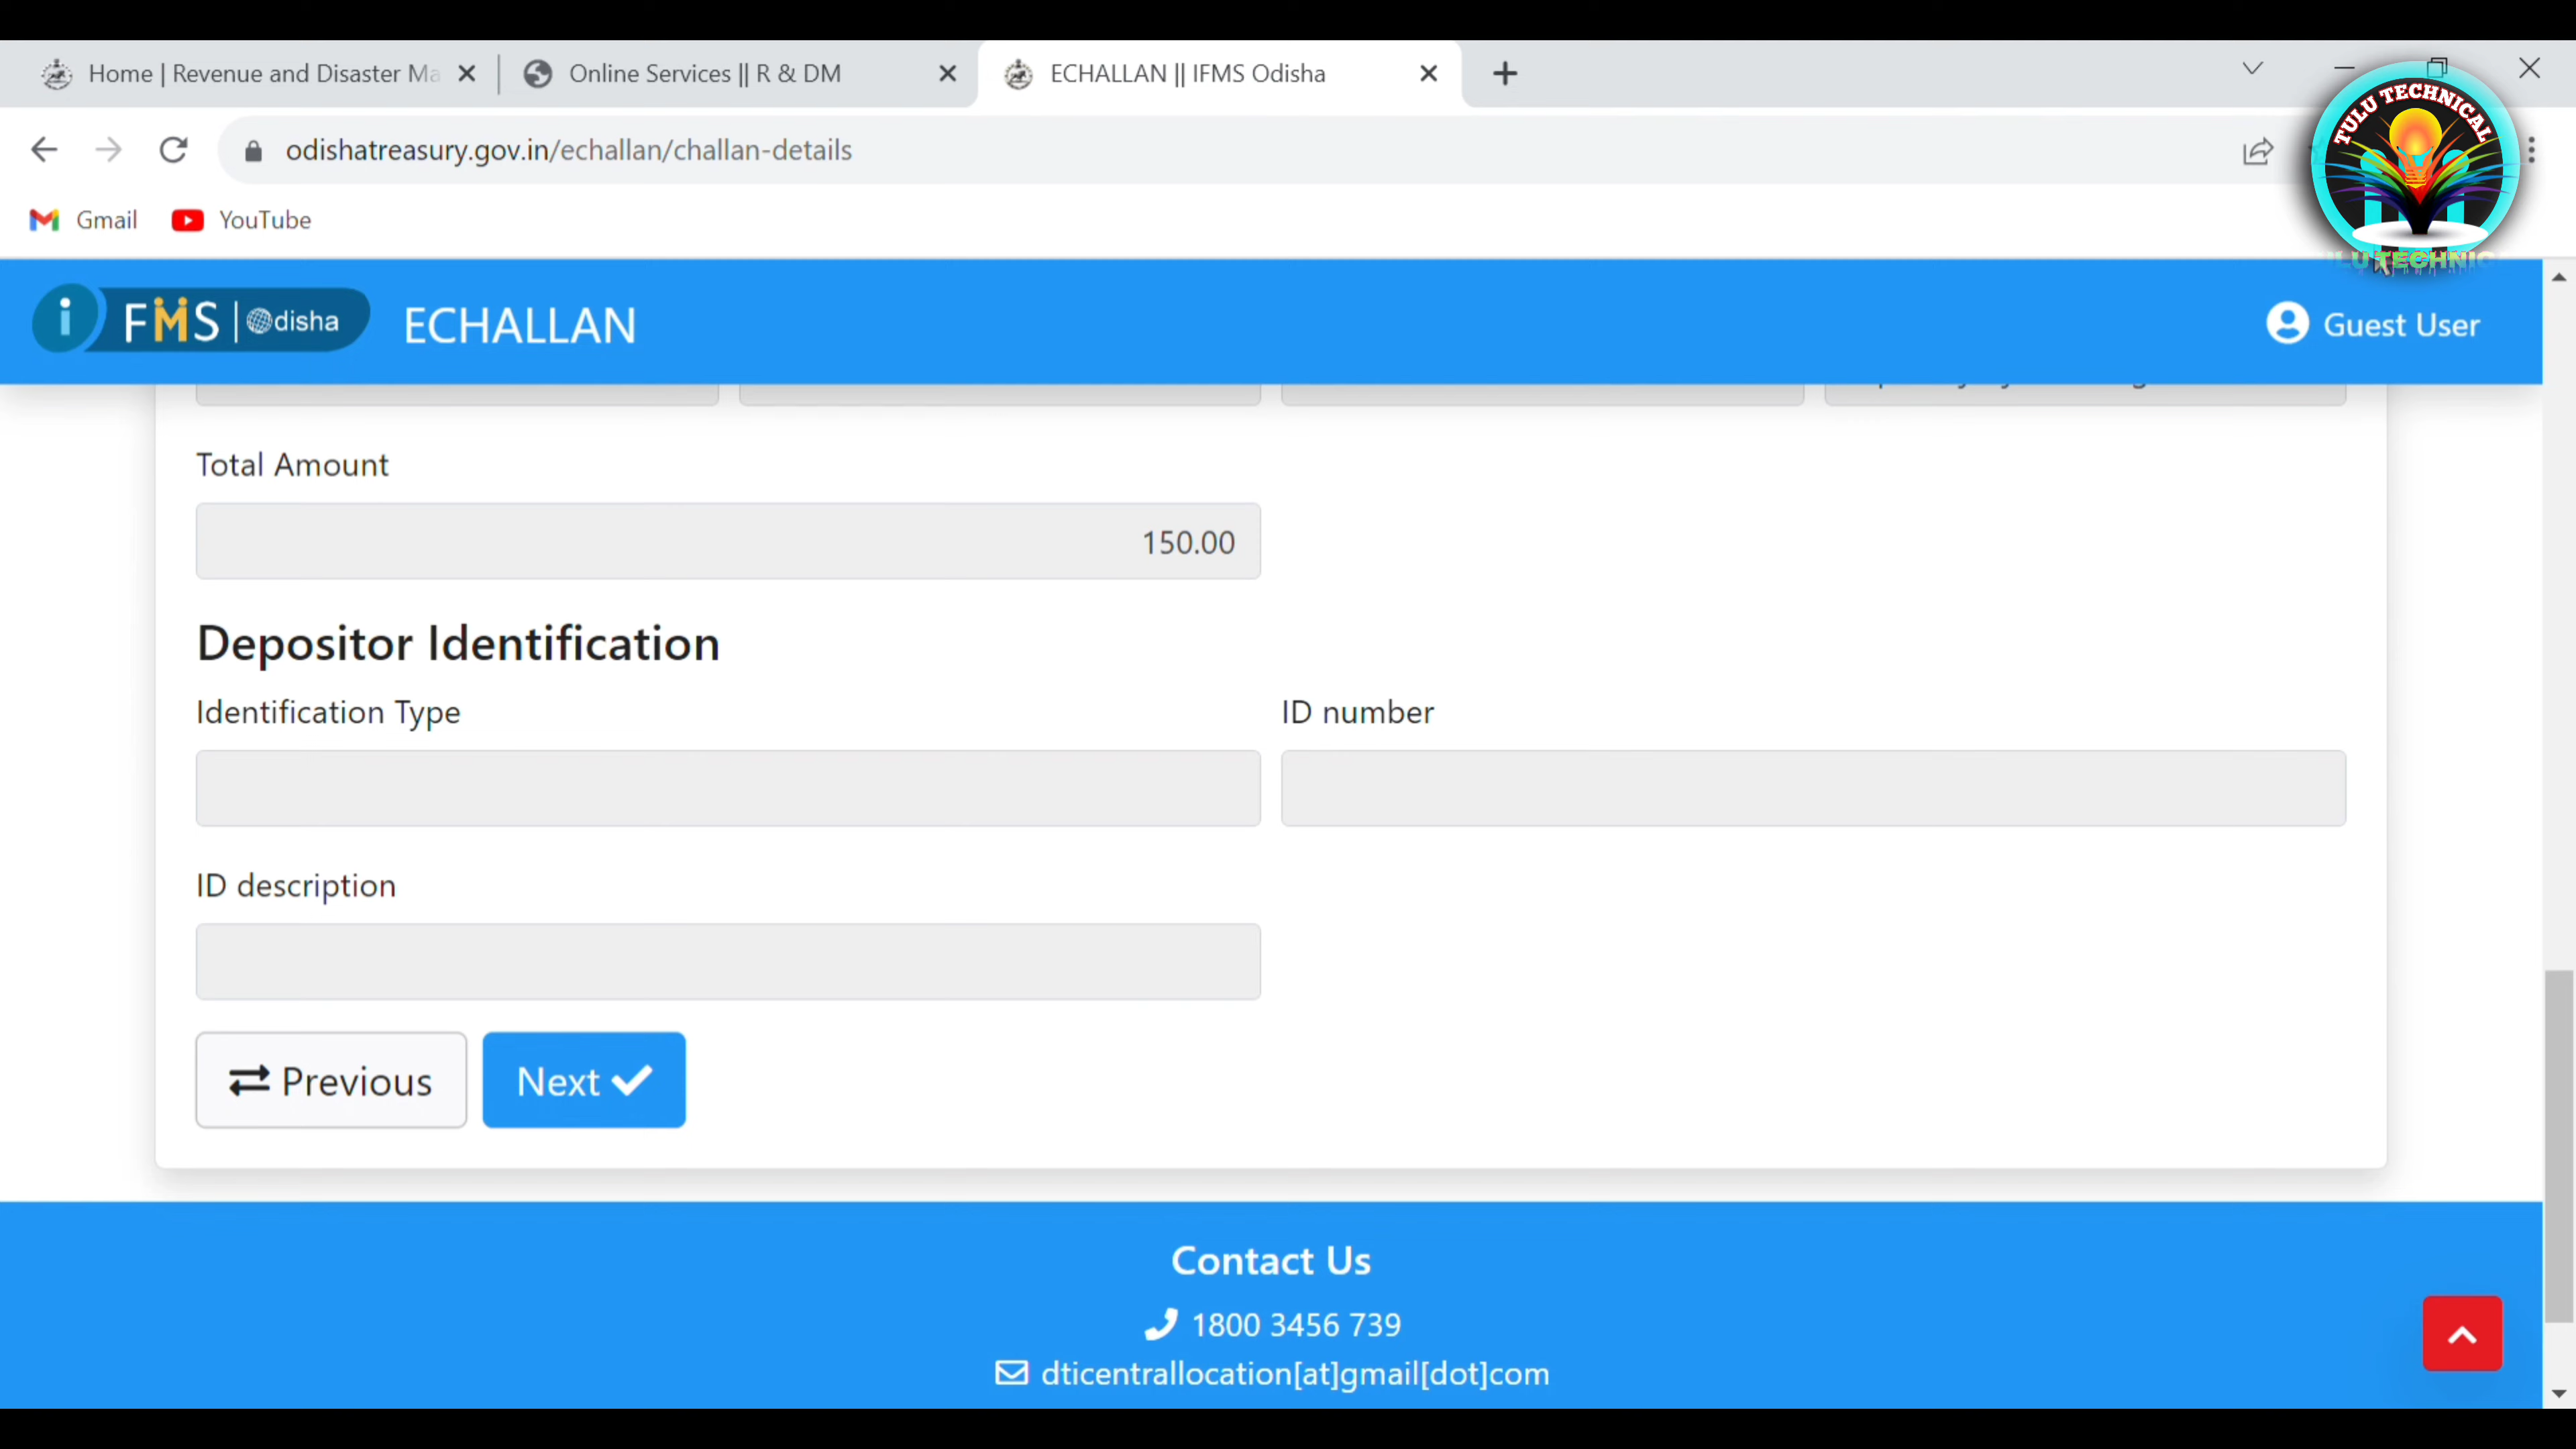 Home | Revenue and Disaster Ma
Online Services || R & DM
ECHALLAN || IFMS Odisha
odishatreasury.gov.in/echallan/challan-details
Gmail
YouTube
TULU TECHNICAL
LU TECHNIC
i FMS | Odisha
ECHALLAN
Guest User
Total Amount
150.00
Depositor Identification
Identification Type
ID number
ID description
Previous
Next
Contact Us
1800 3456 739
dticentrallocation[at]gmail[dot]com